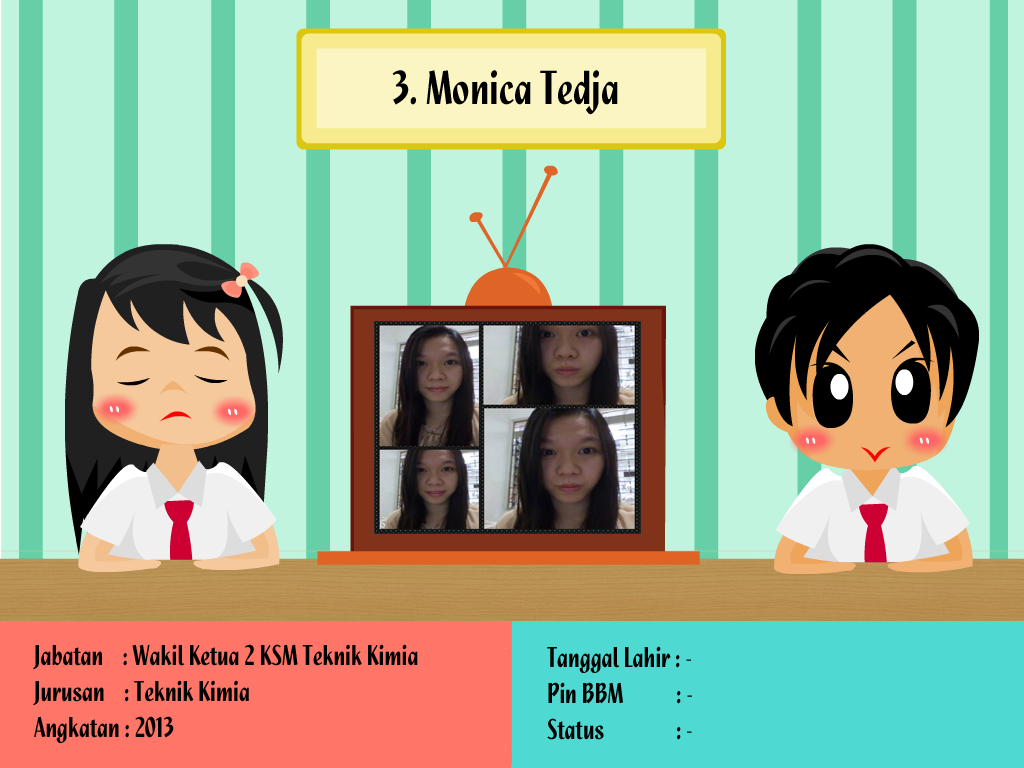 3. Monica Tedja
Jabatan : Wakil Ketua 2 KSM Teknik Kimia
Jurusan : Teknik Kimia
Angkatan : 2013
Tanggal Lahir : -
Pin BBM : -
Status : -